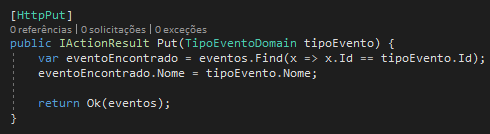 [HttpPut]
0 referências | 0 solicitações | 0 exceções
public IActionResult Put(TipoEventoDomain tipoEvento) {
var eventoEncontrado = eventos.Find(x => x.Id == tipoEvento.Id);
eventoEncontrado.Nome = tipoEvento.Nome;
return Ok(eventos);
}